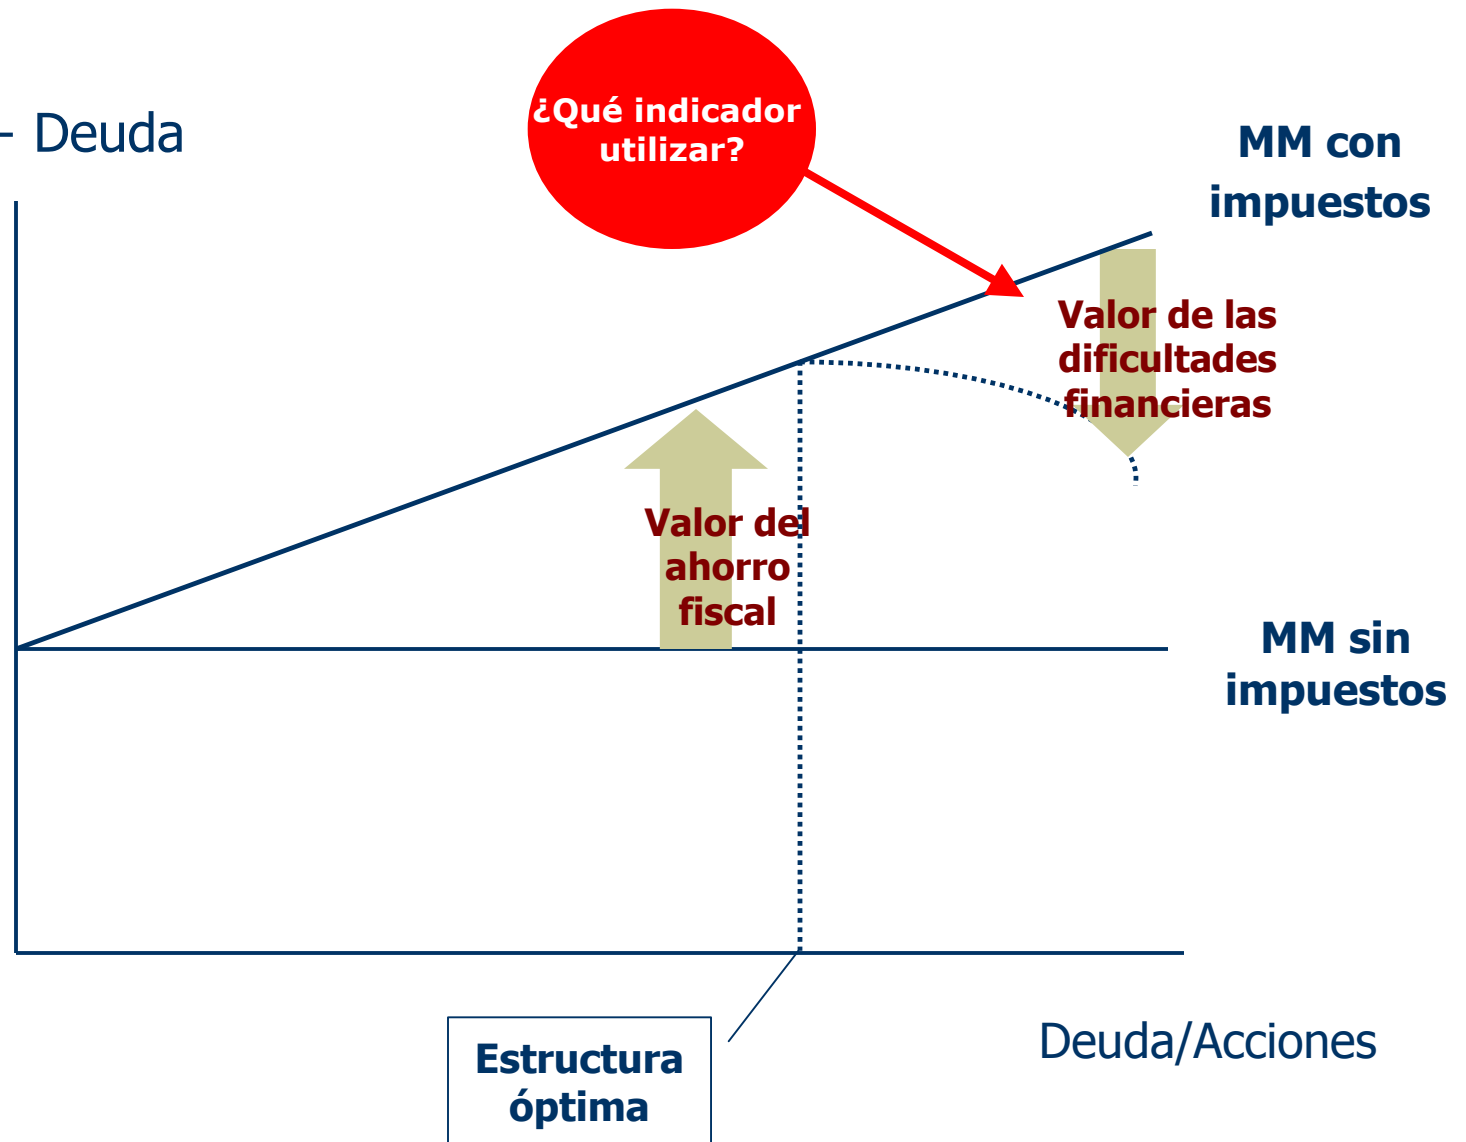 ¿Qué indicador
utilizar?
- Deuda
MM con
impuestos
Valor de las
dificultades
financieras
Valor del
ahorro
fiscal
MM sin
impuestos
Deuda/Acciones
Estructura
óptima